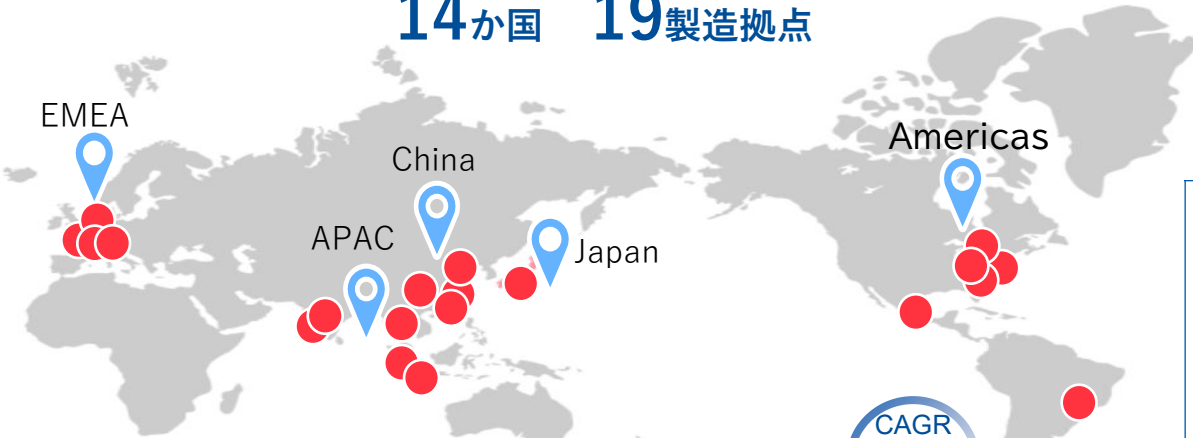 14か国 19製造拠点
EMEA
Americas
China
APAC
Japan
CAGR